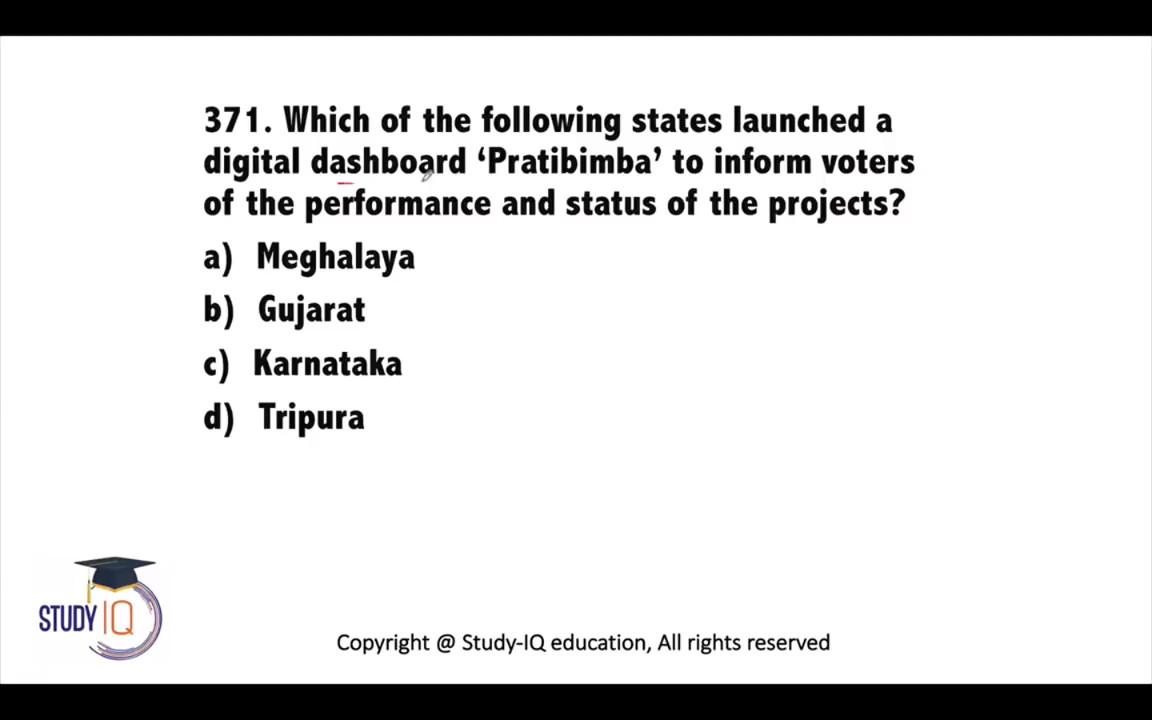 371. Which of the following states launched a
digital dashboard ‘Pratibimba’ to inform voters
of the performance and status of the projects?
a) Meghalaya
b) Gujarat
c) Karnataka
d) Tripura
STUDY IQ
Copyright @ Study-IQ education, All rights reserved